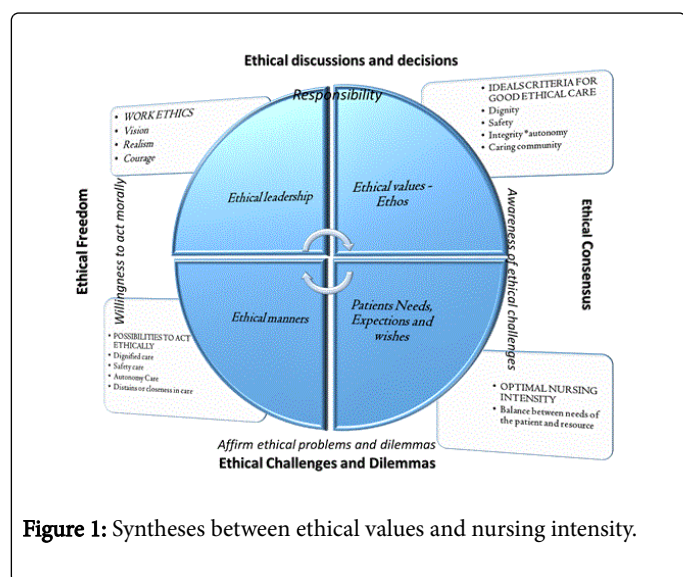 Ethical discussions and decisions
Responsibility
• WORK ETHICS
• Vision
• Realism
• Courage
• IDEALS CRITERIA FOR
GOOD ETHICAL CARE
• Dignity
• Safety
• Integrity *autonomy
• Caring community
Ethical leadership
Ethical values -
Ethos
Ethical Freedom
Willingness to act morally
Awareness of ethical challenges
Ethical Consensus
Ethical manners
Patients Needs,
Expections and
wishes
• POSSIBILITIES TO ACT
ETHICALLY
• Dignified care
• Safety care
• Autonomy Care
• Distains or closeness in care
• OPTIMAL NURSING
INTENSITY
• Balance between needs of
the patient and resource
Affirm ethical problems and dilemmas
Ethical Challenges and Dilemmas
Figure 1: Syntheses between ethical values and nursing intensity.